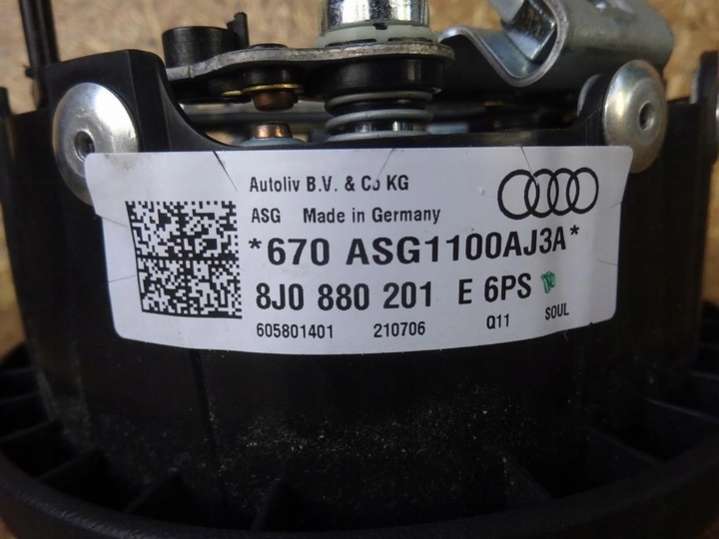 Autoliv B.V. & Co KG
ASG Made in Germany
*670 ASG1100AJ3A*
8J0 880 201 E 6PS
605801401 210706 Q11 SOUL